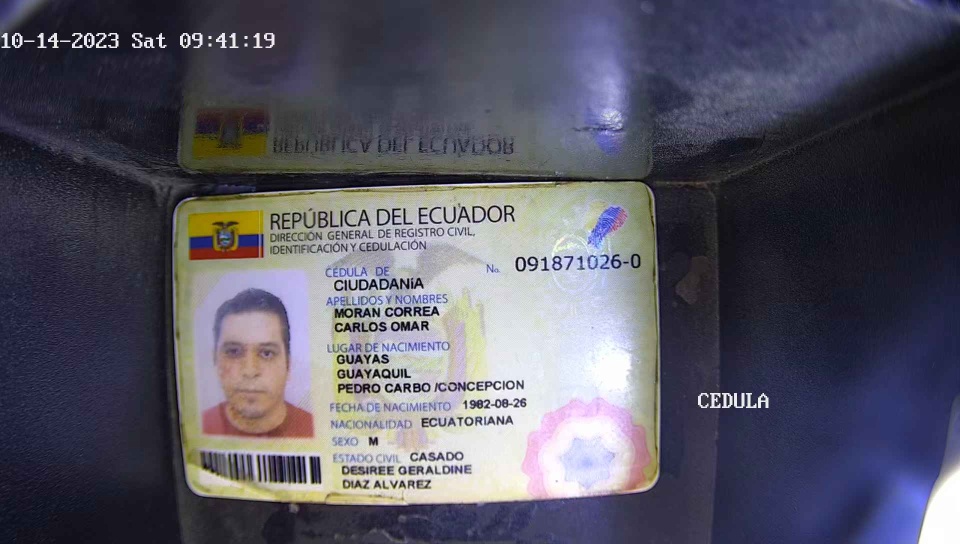 10-14-2023 Sat 09:41:19
REPÚBLICA DEL ECUADOR
REPÚBLICA DEL ECUADOR
DIRECCIÓN GENERAL DE REGISTRO CIVIL,
IDENTIFICACIÓN Y CEDULACIÓN
CÉDULA DE No. 091871026-0
CIUDADANÍA
APELLIDOS Y NOMBRES
MORAN CORREA
CARLOS OMAR
LUGAR DE NACIMIENTO
GUAYAS
GUAYAQUIL
PEDRO CARBO /CONCEPCION
FECHA DE NACIMIENTO 1982-08-26
NACIONALIDAD ECUATORIANA
SEXO M
ESTADO CIVIL CASADO
DESIREE GERALDINE
DIAZ ALVAREZ
CEDULA